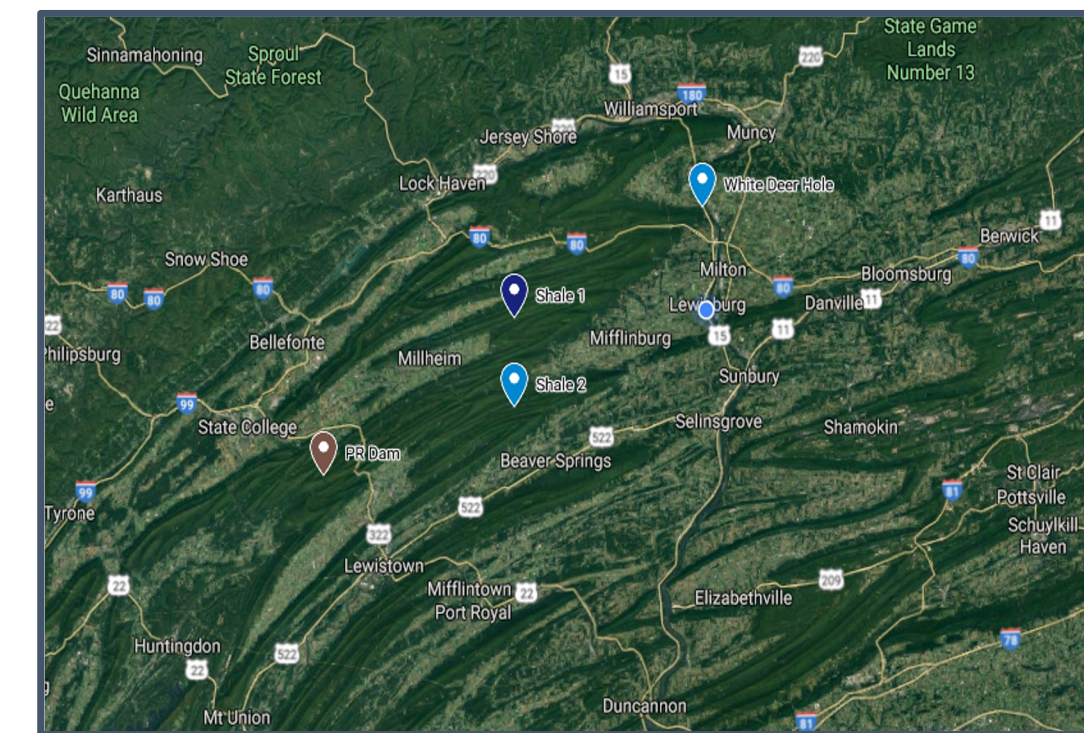 Sinnamahoning
Sproul
State Forest
State Game
Lands
Number 13
220
15
Quehanna
Wild Area
180
Williamsport
Muncy
Jersey Shore
220
Lock Haven
220
White Deer Hole
Karthaus
11
Berwick
80
80
80
Snow Shoe
80
80
80
Milton
Bloomsburg
80
Danville
11
Shale 1
Lewisburg
22
Philipsburg
Bellefonte
Millheim
Mifflinburg
15
11
Shale 2
Sunbury
99
e
State College
Selinsgrove
Shamokin
522
PR Dam
Beaver Springs
St Clair
Pottsville
99
81
Tyrone
522
Schuylkill
Haven
322
Lewistown
22
Mifflintown
Port Royal
22
209
Elizabethville
Huntingdon
522
78
22
g
Mt Union
Duncannon
81